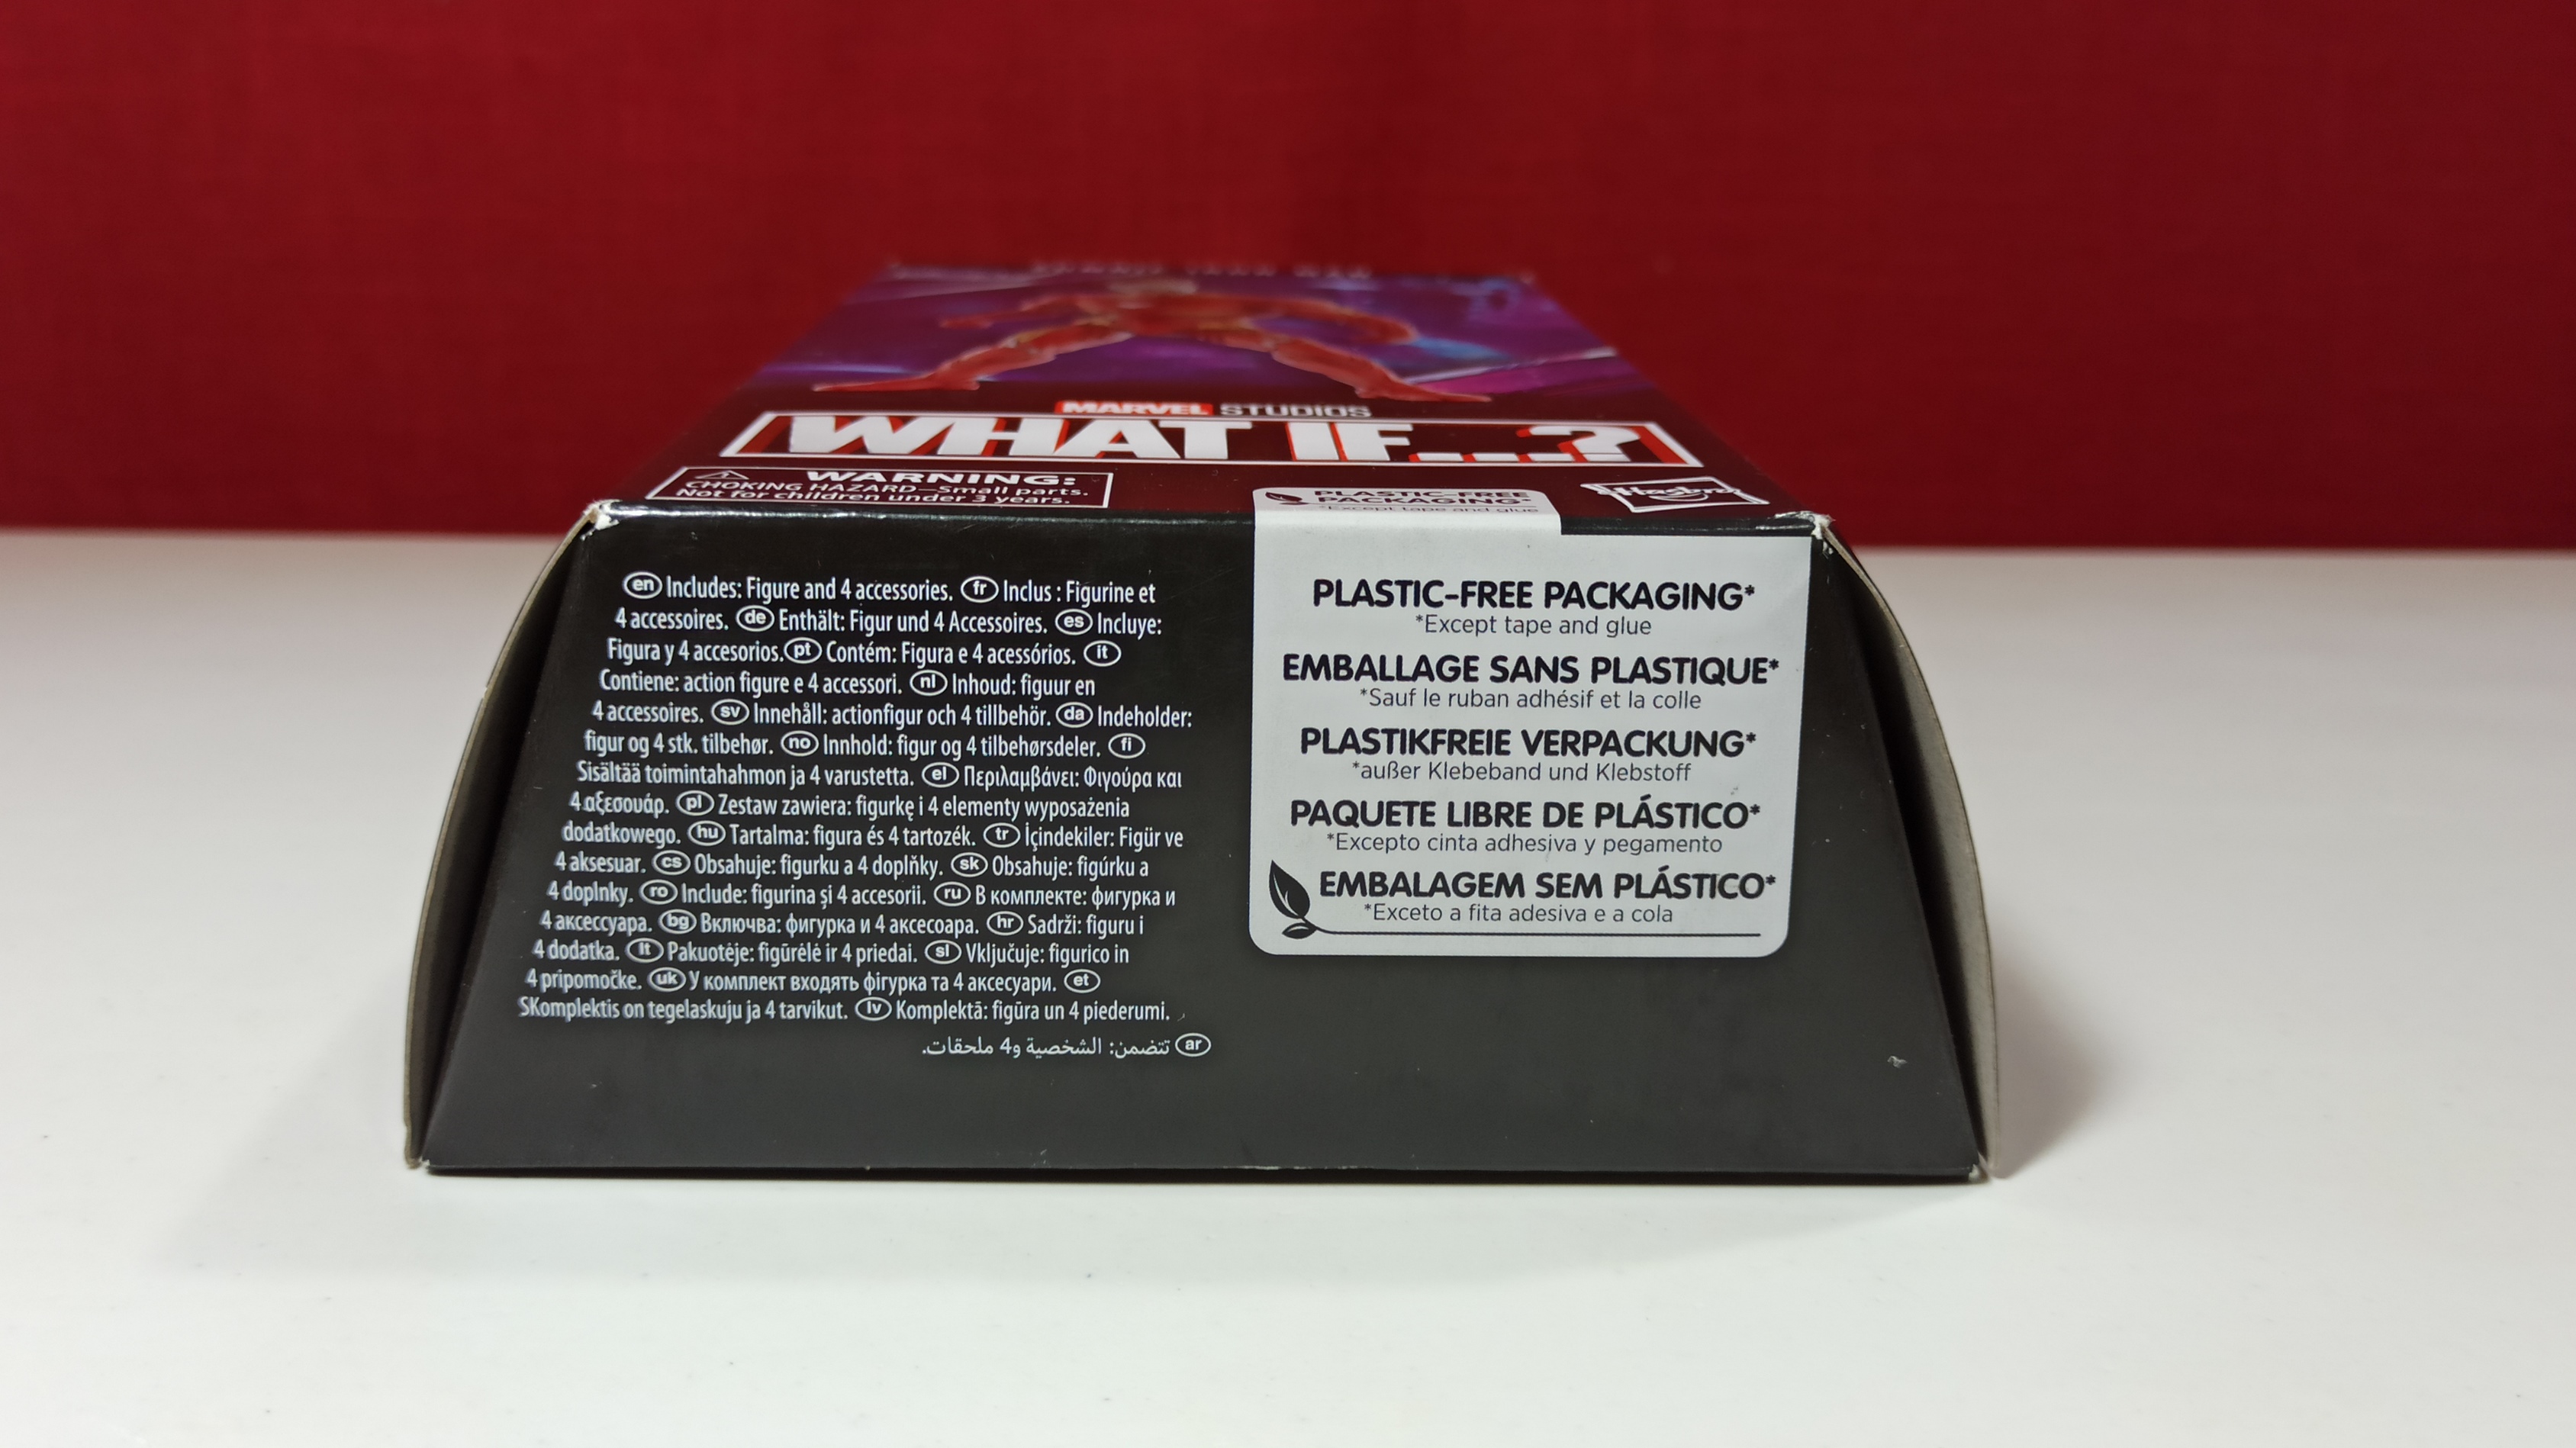 MARVEL STUDIOS
WHAT IF...?
WARNING:
CHOKING HAZARD—Small parts.
Not for children under 3 years.
PLASTIC-FREE
PACKAGING*
*Except tape and glue
Hasbro
en Includes: Figure and 4 accessories. fr Inclus : Figurine et
4 accessoires. de Enthält: Figur und 4 Accessoires. es Incluye:
Figura y 4 accesorios. pt Contém: Figura e 4 acessórios. it
Contiene: action figure e 4 accessori. nl Inhoud: figuur en
4 accessoires. sv Innehåll: actionfigur och 4 tillbehör. da Indeholder:
figur og 4 stk. tilbehør. no Innhold: figur og 4 tilbehørsdeler. fi
Sisältää toimintahahmon ja 4 varustetta. el Περιλαμβάνει: Φιγούρα και
4 αξεσουάρ. pl Zestaw zawiera: figurkę i 4 elementy wyposażenia
dodatkowego. hu Tartalma: figura és 4 tartozék. tr İçindekiler: Figür ve
4 aksesuar. cs Obsahuje: figurku a 4 doplňky. sk Obsahuje: figúrku a
4 doplnky. ro Include: figurina și 4 accesorii. ru В комплекте: фигурка и
4 аксессуара. bg Включва: фигурка и 4 аксесоара. hr Sadrži: figuru i
4 dodatka. lt Pakuotėje: figūrėlė ir 4 priedai. sl Vključuje: figurico in
4 pripomočke. uk У комплект входять фігурка та 4 аксесуари. et
SKomplektis on tegelaskuju ja 4 tarvikut. lv Komplektā: figūra un 4 piederumi.
ar تتضمن: الشخصية و4 ملحقات.
PLASTIC-FREE PACKAGING*
*Except tape and glue
EMBALLAGE SANS PLASTIQUE*
*Sauf le ruban adhésif et la colle
PLASTIKFREIE VERPACKUNG*
*außer Klebeband und Klebstoff
PAQUETE LIBRE DE PLÁSTICO*
*Excepto cinta adhesiva y pegamento
EMBALAGEM SEM PLÁSTICO*
*Exceto a fita adesiva e a cola